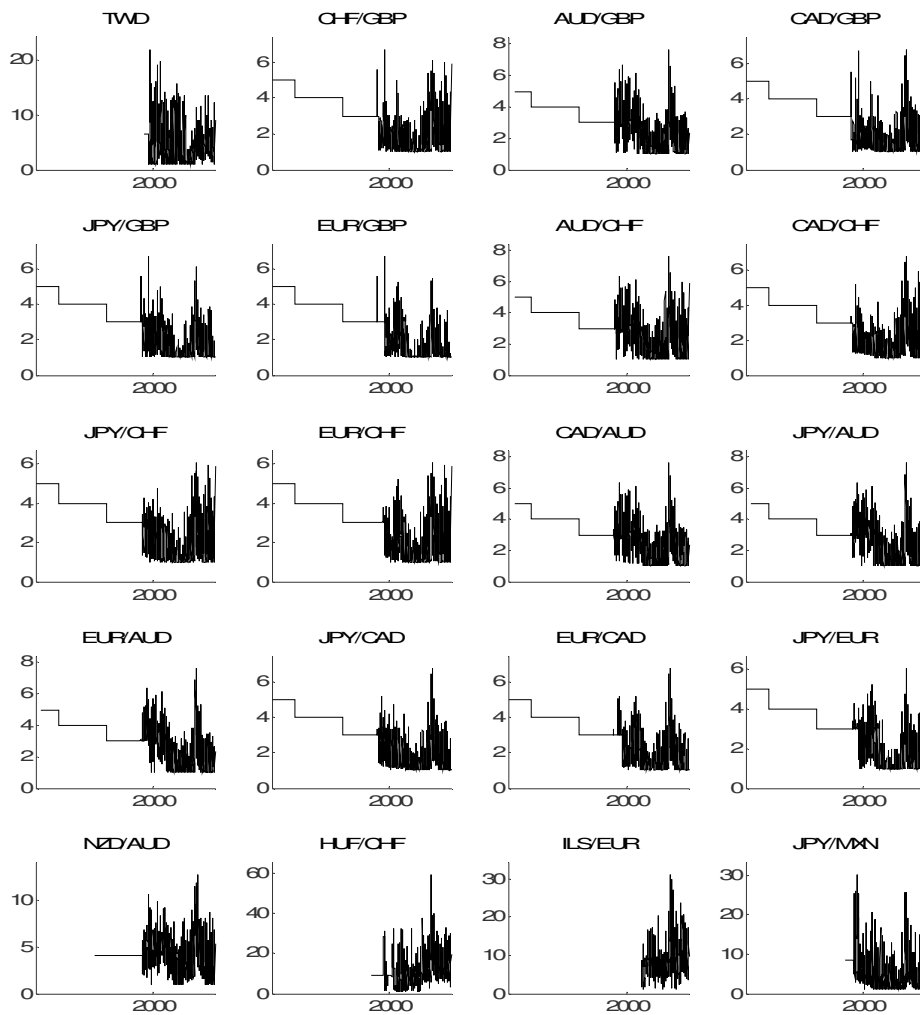 TWD CHF/GBP AUD/GBP CAD/GBP
20 6 8 6
10 4 6 4
2 4 2
2
0 0 0 0
2000 2000 2000 2000
JPY/GBP EUR/GBP AUD/CHF CAD/CHF
6 6 8 6
4 4 6 4
2 2 4 2
2
0 0 0 0
2000 2000 2000 2000
JPY/CHF EUR/CHF CAD/AUD JPY/AUD
6 6 8 8
4 4 6 6
2 2 4 4
2 2
0 0 0 0
2000 2000 2000 2000
EUR/AUD JPY/CAD EUR/CAD JPY/EUR
8 6 6 6
6 4 4 4
4 2 2 2
2
0 0 0 0
2000 2000 2000 2000
NZD/AUD HUF/CHF ILS/EUR JPY/MXN
10 60 30 30
5 40 20 20
20 10 10
0 0 0 0
2000 2000 2000 2000